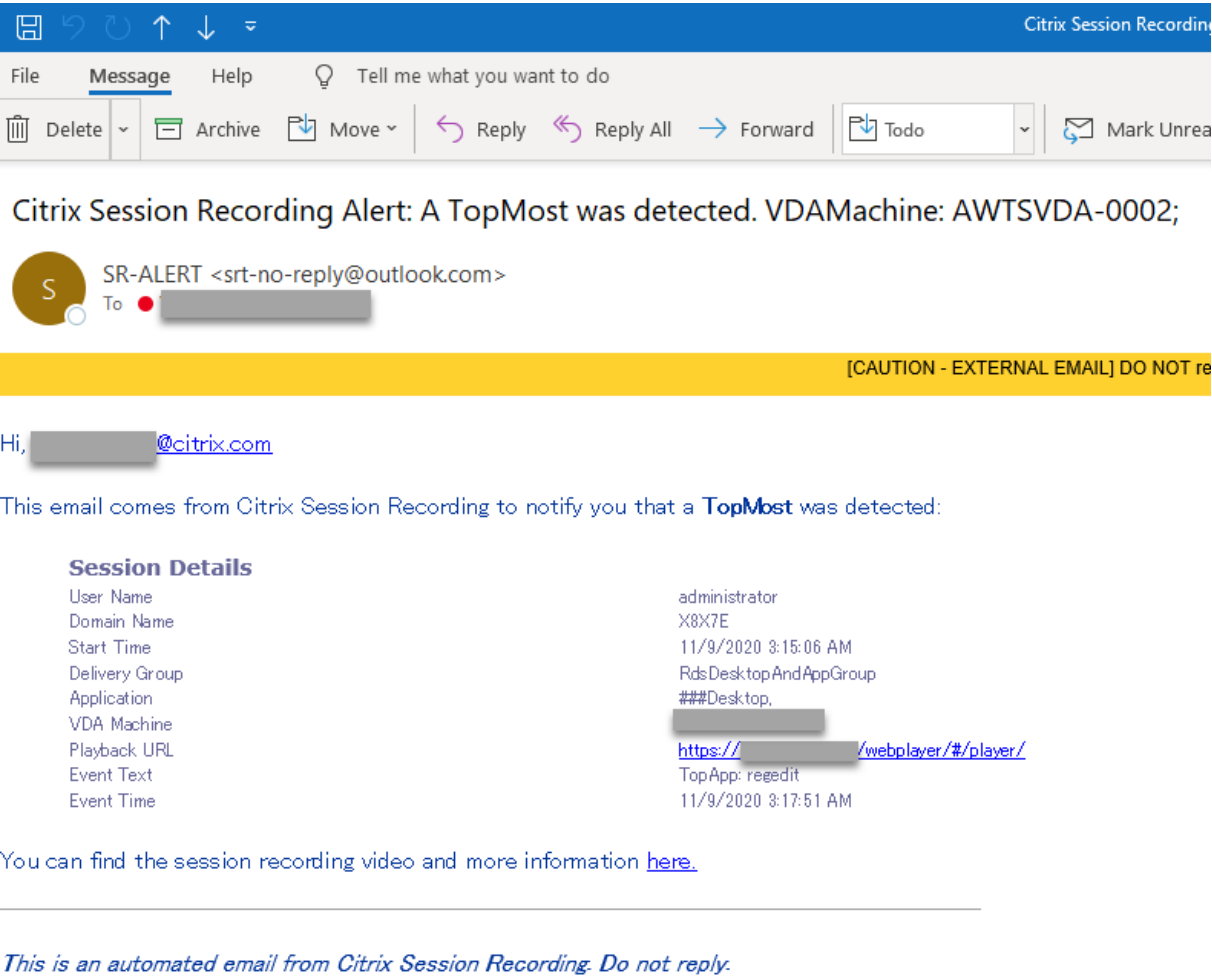 Citrix Session Recording
File Message Help Tell me what you want to do
Delete Archive Move Reply Reply All Forward Todo Mark Unrea
Citrix Session Recording Alert: A TopMost was detected. VDAMachine: AWTSVDA-0002;
S
SR-ALERT <srt-no-reply@outlook.com>
To
[CAUTION - EXTERNAL EMAIL] DO NOT re
Hi, @citrix.com
This email comes from Citrix Session Recording to notify you that a TopMost was detected:
Session Details
User Name administrator
Domain Name X8X7E
Start Time 11/9/2020 3:15:06 AM
Delivery Group RdsDesktopAndAppGroup
Application ###Desktop,
VDA Machine
Playback URL https:// /webplayer/#/player/
Event Text TopApp: regedit
Event Time 11/9/2020 3:17:51 AM
You can find the session recording video and more information here.
This is an automated email from Citrix Session Recording. Do not reply.